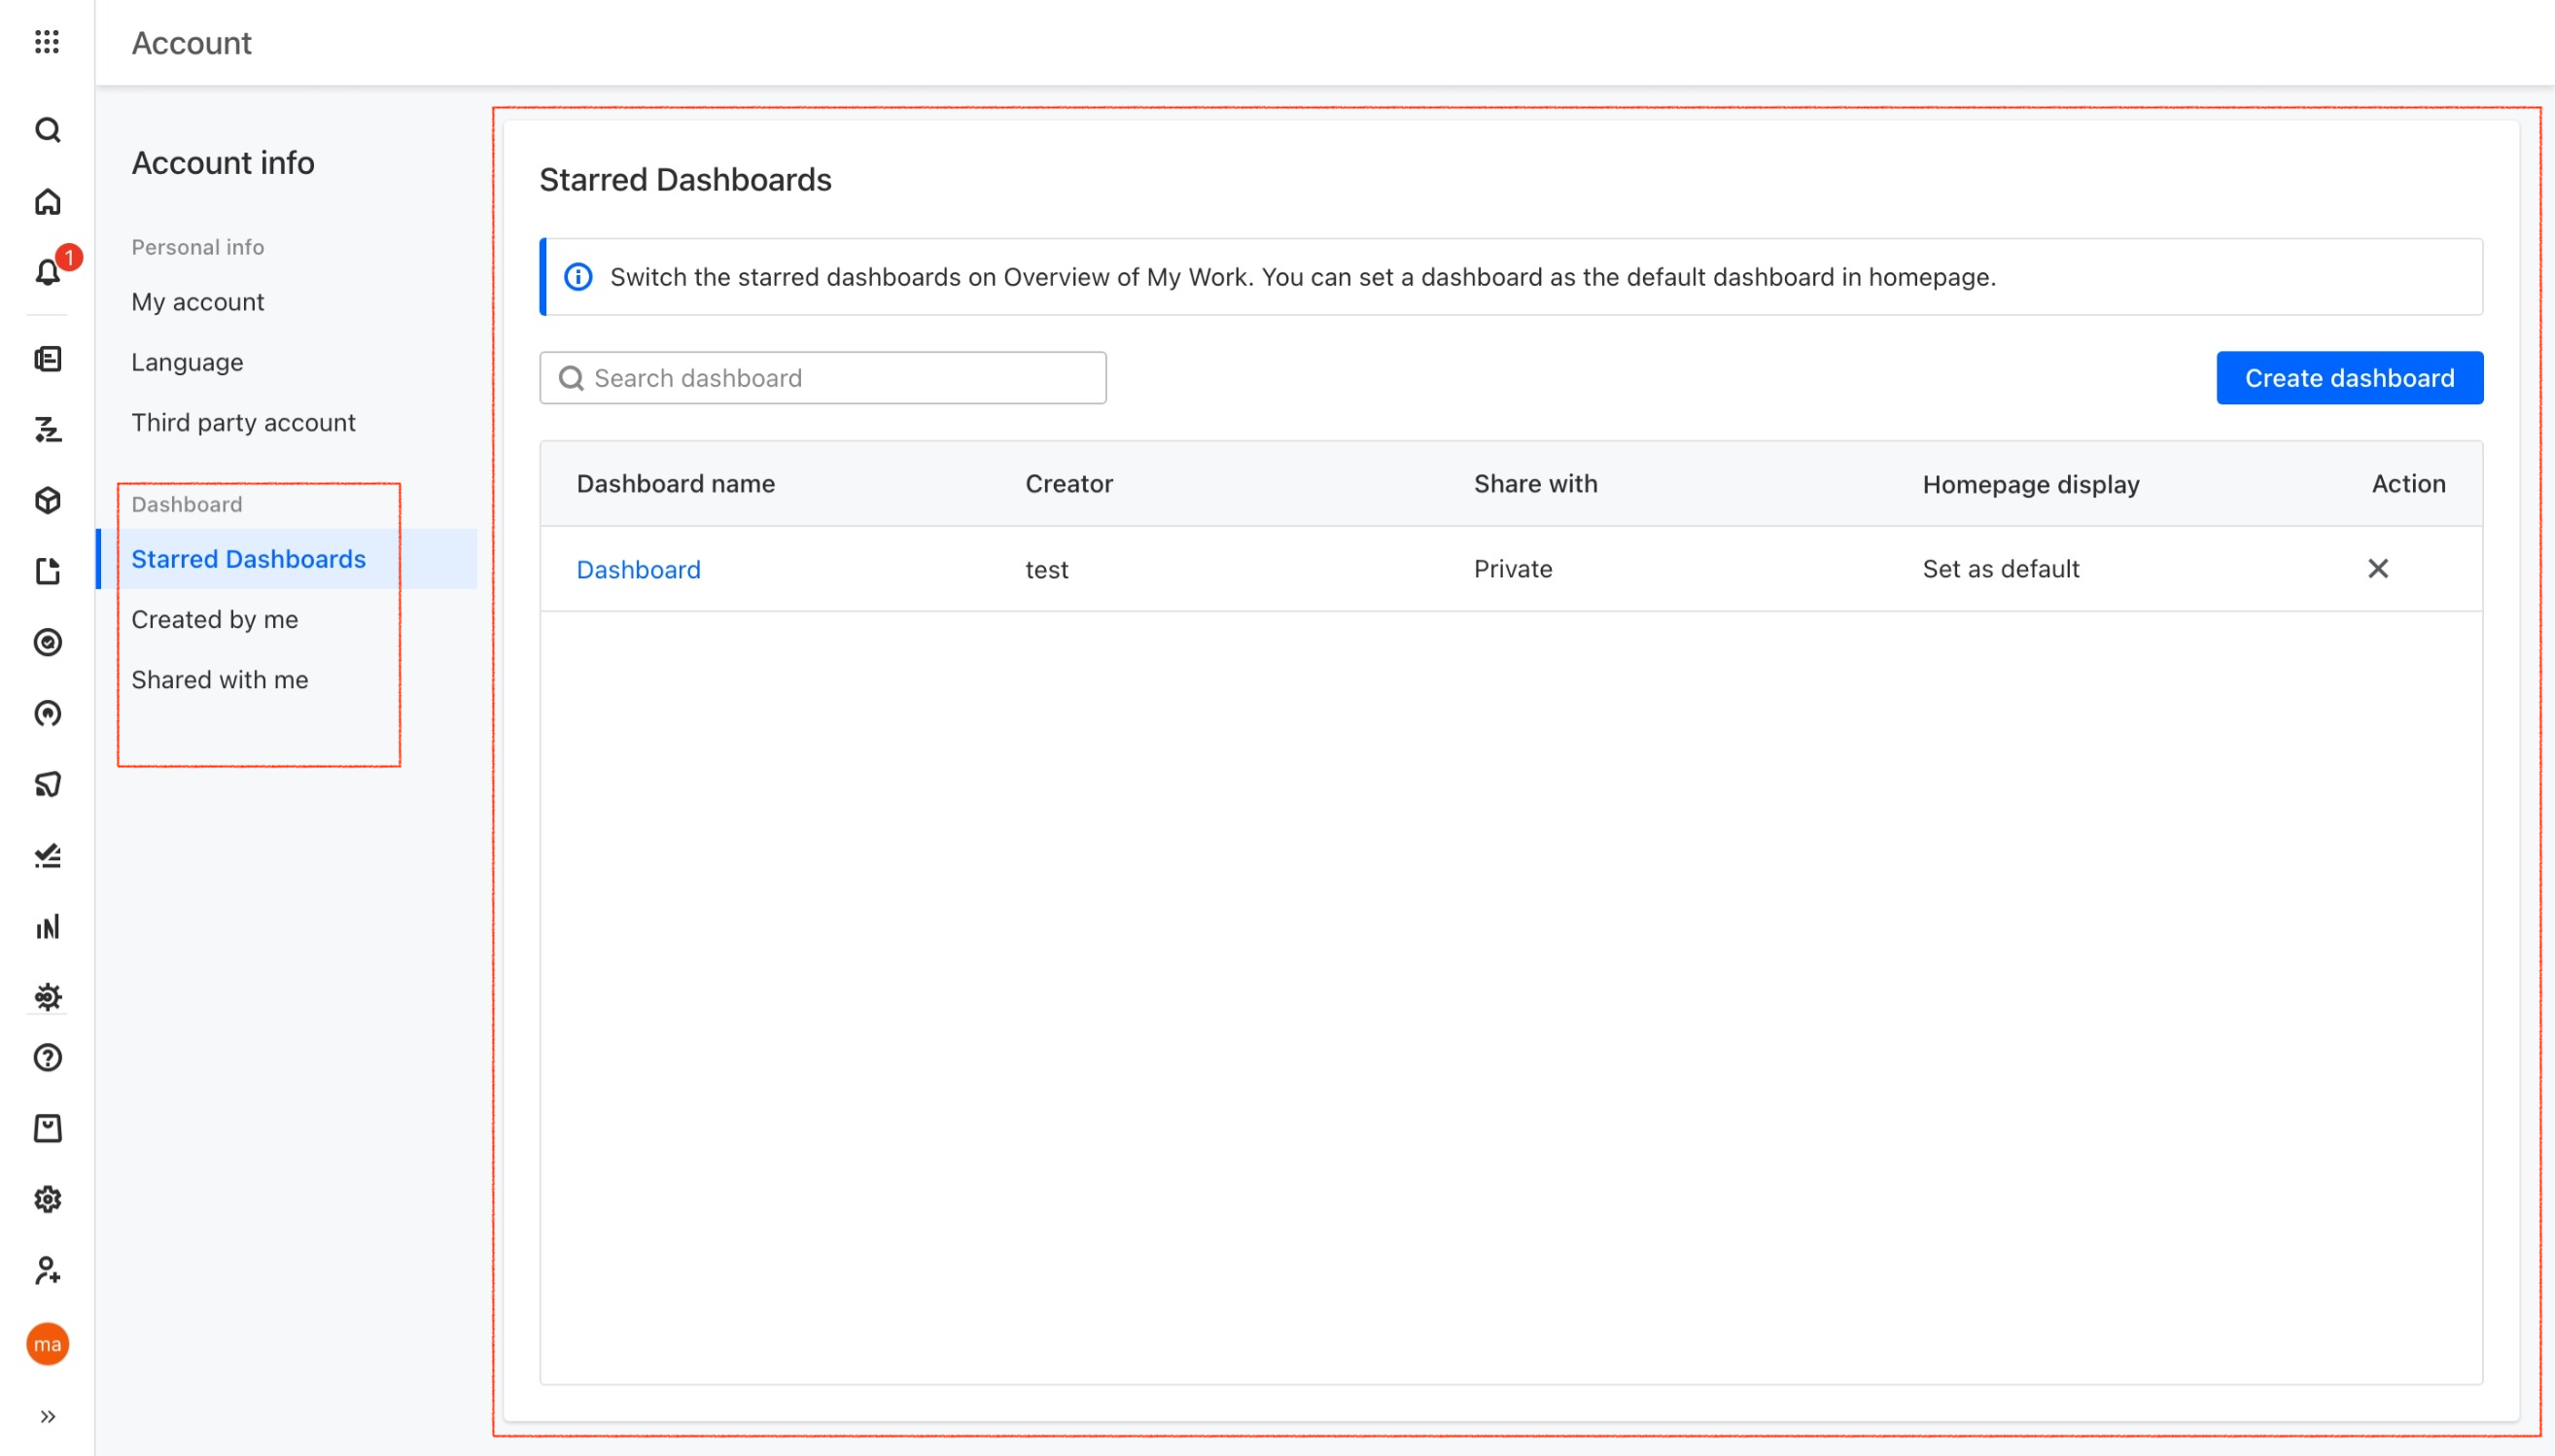 Account
1
Account info
Personal info
My account
Language
Third party account
Dashboard
Starred Dashboards
Created by me
Shared with me
ma
Starred Dashboards
Switch the starred dashboards on Overview of My Work. You can set a dashboard as the default dashboard in homepage.
Search dashboard
Create dashboard
Dashboard name Creator Share with Homepage display Action
Dashboard test Private Set as default